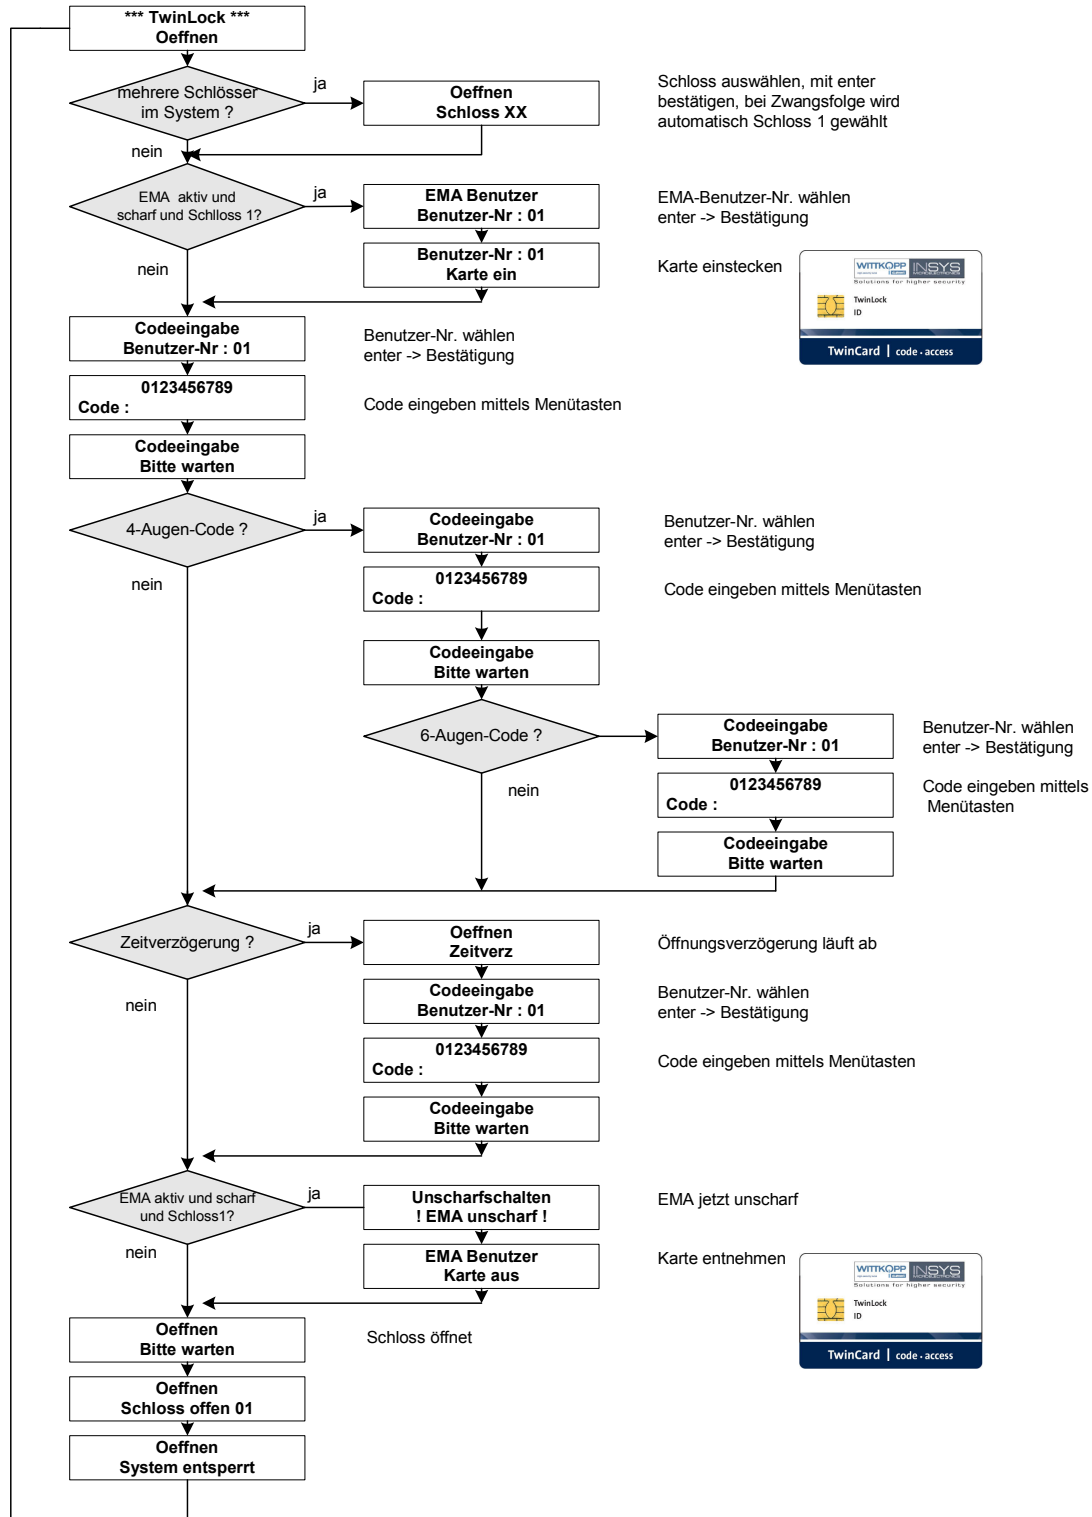 *** TwinLock ***
Oeffnen
mehrere Schlösser
im System ?
ja
Oeffnen
Schloss XX
Schloss auswählen, mit enter
bestätigen, bei Zwangsfolge wird
automatisch Schloss 1 gewählt
nein
EMA aktiv und
scharf und Schlloss 1?
ja
EMA Benutzer
Benutzer-Nr : 01
EMA-Benutzer-Nr. wählen
enter -> Bestätigung
nein
Benutzer-Nr : 01
Karte ein
Karte einstecken
WITTKOPP
INSYS
MICROELECTRONICS
Solutions for higher security
TwinLock
ID
TwinCard | code · access
Codeeingabe
Benutzer-Nr : 01
Benutzer-Nr. wählen
enter -> Bestätigung
0123456789
Code :
Code eingeben mittels Menütasten
Codeeingabe
Bitte warten
4-Augen-Code ?
ja
Codeeingabe
Benutzer-Nr : 01
Benutzer-Nr. wählen
enter -> Bestätigung
nein
0123456789
Code :
Code eingeben mittels Menütasten
Codeeingabe
Bitte warten
6-Augen-Code ?
Codeeingabe
Benutzer-Nr : 01
Benutzer-Nr. wählen
enter -> Bestätigung
nein
0123456789
Code :
Code eingeben mittels
Menütasten
Codeeingabe
Bitte warten
Zeitverzögerung ?
ja
Oeffnen
Zeitverz
Öffnungsverzögerung läuft ab
nein
Codeeingabe
Benutzer-Nr : 01
Benutzer-Nr. wählen
enter -> Bestätigung
0123456789
Code :
Code eingeben mittels Menütasten
Codeeingabe
Bitte warten
EMA aktiv und scharf
und Schloss1?
ja
Unscharfschalten
! EMA unscharf !
EMA jetzt unscharf
nein
EMA Benutzer
Karte aus
Karte entnehmen
WITTKOPP
INSYS
MICROELECTRONICS
Solutions for higher security
TwinLock
ID
TwinCard | code · access
Oeffnen
Bitte warten
Schloss öffnet
Oeffnen
Schloss offen 01
Oeffnen
System entsperrt